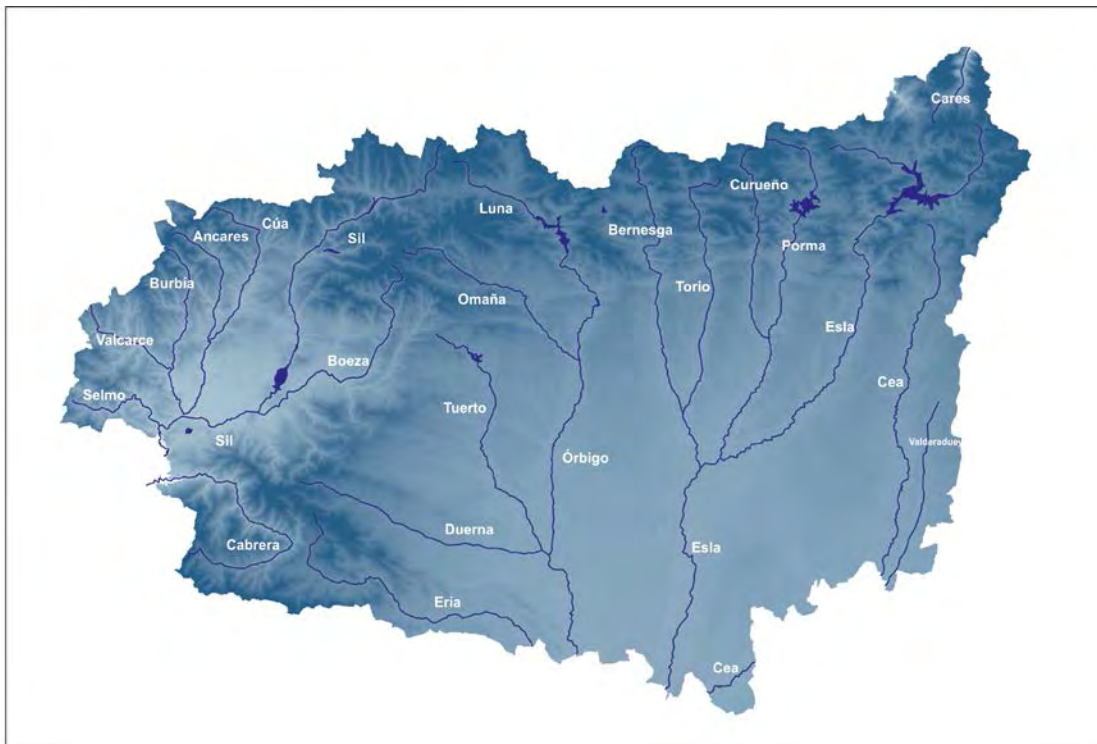 Cares
Curueño
Cúa
Luna
Ancares
Bernesga
Sil
Porma
Burbia
Torio
Omaña
Esla
Valcarce
Boeza
Cea
Selmo
Tuerto
Sil
Valderaduey
Órbigo
Duerna
Cabrera
Esla
Eria
Cea